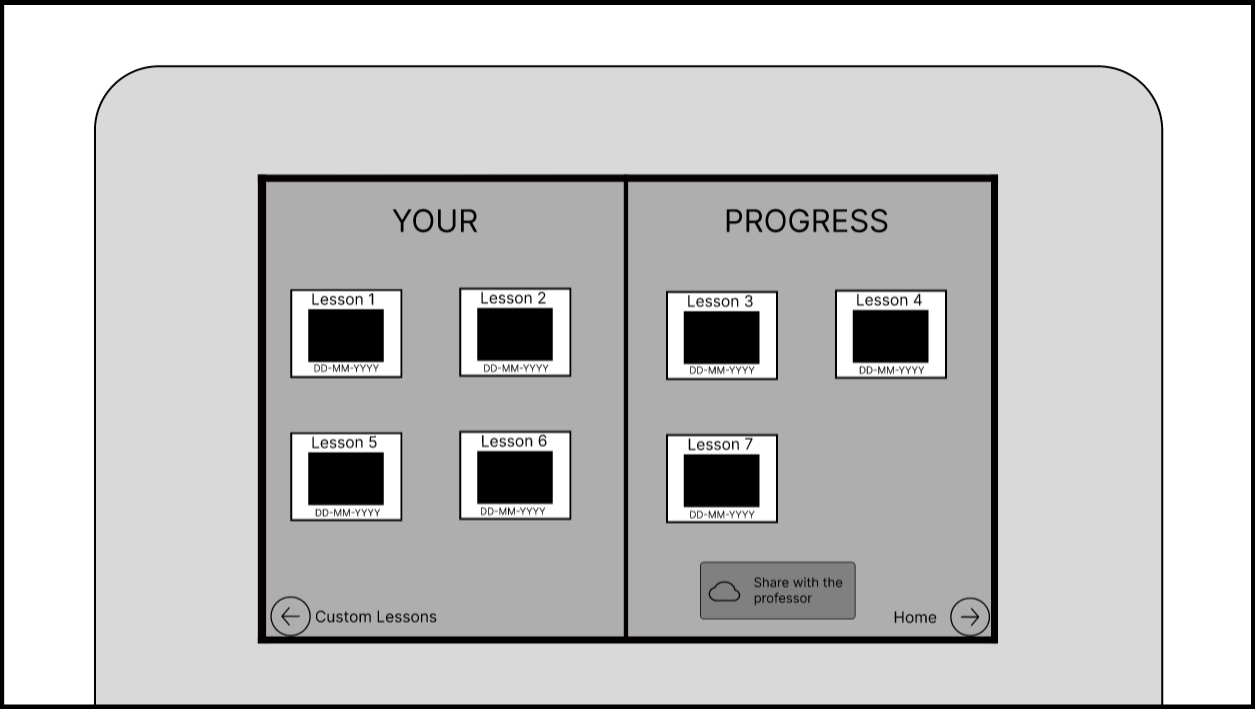 YOUR
PROGRESS
Lesson 1
DD-MM-YYYY
Lesson 2
DD-MM-YYYY
Lesson 3
DD-MM-YYYY
Lesson 4
DD-MM-YYYY
Lesson 5
DD-MM-YYYY
Lesson 6
DD-MM-YYYY
Lesson 7
DD-MM-YYYY
Share with the
professor
Custom Lessons
Home